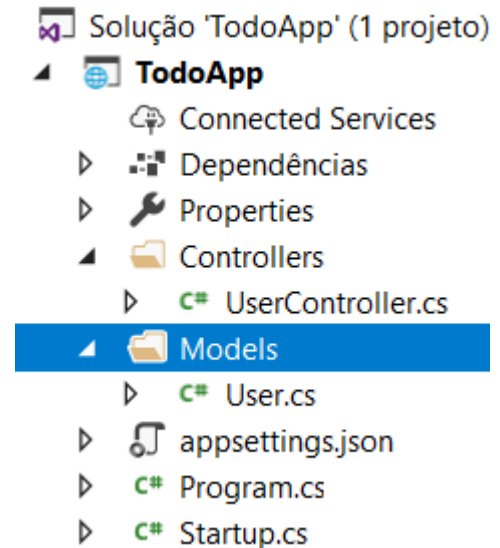 Solução 'TodoApp' (1 projeto)
TodoApp
Connected Services
Dependências
Properties
Controllers
C# UserController.cs
Models
C# User.cs
appsettings.json
C# Program.cs
C# Startup.cs